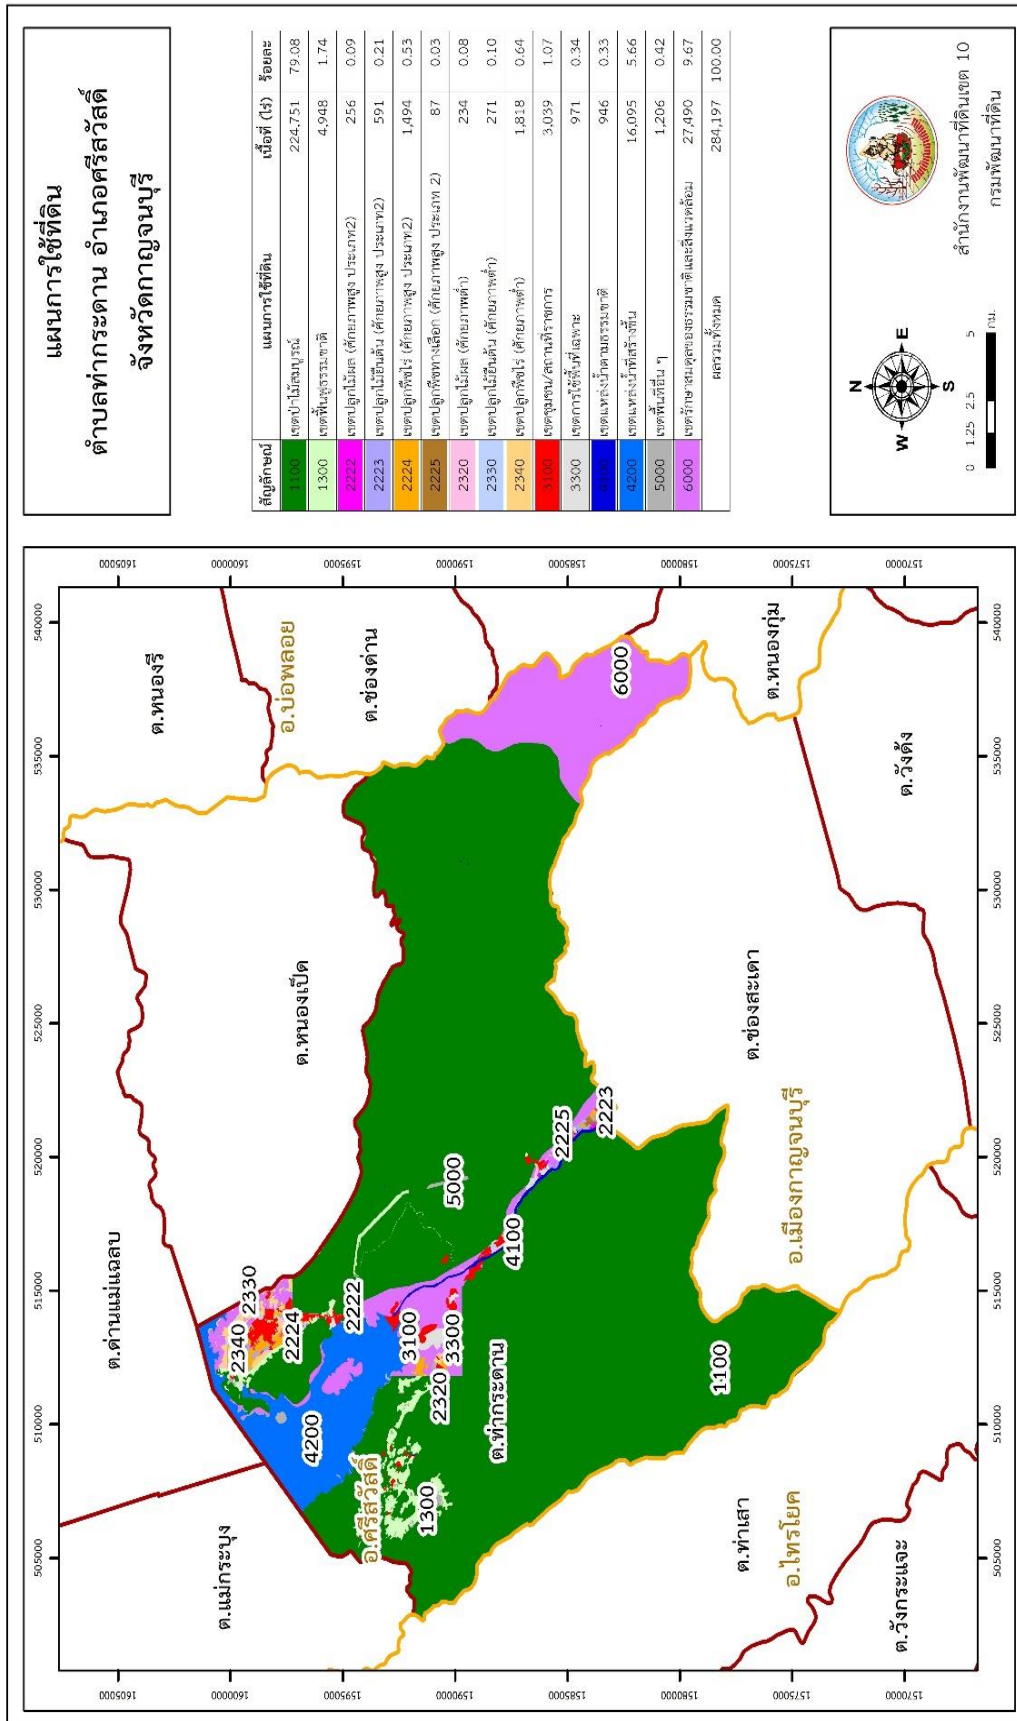 แผนการใช้ที่ดิน
ตำบลท่ากระดาน อำเภอศรีสวัสดิ์
จังหวัดกาญจนบุรี
สัญลักษณ์ แผนการใช้ที่ดิน เนื้อที่ (ไร่) ร้อยละ
1100 เขตป่าไม้สมบูรณ์ 224,751 79.08
1300 เขตฟื้นฟูธรรมชาติ 4,948 1.74
2222 เขตปลูกไม้ผล (ศักยภาพสูง ประเภท2) 256 0.09
2223 เขตปลูกไม้ยืนต้น (ศักยภาพสูง ประเภท2) 591 0.21
2224 เขตปลูกพืชไร่ (ศักยภาพสูง ประเภท2) 1,494 0.53
2225 เขตปลูกพืชทางเลือก (ศักยภาพสูง ประเภท 2) 87 0.03
2320 เขตปลูกไม้ผล (ศักยภาพต่ำ) 234 0.08
2330 เขตปลูกไม้ยืนต้น (ศักยภาพต่ำ) 271 0.10
2340 เขตปลูกพืชไร่ (ศักยภาพต่ำ) 1,818 0.64
3100 เขตชุมชน/สถานที่ราชการ 3,039 1.07
3300 เขตการใช้พื้นที่เฉพาะ 971 0.34
4100 เขตแหล่งน้ำตามธรรมชาติ 946 0.33
4200 เขตแหล่งน้ำที่สร้างขึ้น 16,095 5.66
5000 เขตพื้นที่อื่น ๆ 1,206 0.42
6000 เขตรักษาสมดุลของธรรมชาติและสิ่งแวดล้อม 27,490 9.67
ผลรวมทั้งหมด 284,197 100.00
N
W E
S
0 1.25 2.5 5
กม.
สำนักงานพัฒนาที่ดินเขต 10
กรมพัฒนาที่ดิน
505000 510000 515000 520000 525000 530000 535000 540000
1605000 1605000
1600000 1600000
1595000 1595000
1590000 1590000
1585000 1585000
1580000 1580000
1575000 1575000
1570000 1570000
505000 510000 515000 520000 525000 530000 535000 540000
ต.ด่านแม่แฉลบ
ต.หนองรี
อ.บ่อพลอย
ต.แม่กระบุง
ต.หนองเป็ด
ต.ช่องด่าน
2340
2330
2224
4200
2222
อ.ศรีสวัสดิ์
3100
1300
2320
3300
5000
ต.ท่ากระดาน
4100
2225
2223
6000
1100
ต.ท่าเสา
อ.ไทรโยค
อ.เมืองกาญจนบุรี
ต.ช่องสะเดา
ต.หนองกุ่ม
ต.วังกระแจะ
ต.วังด้ง